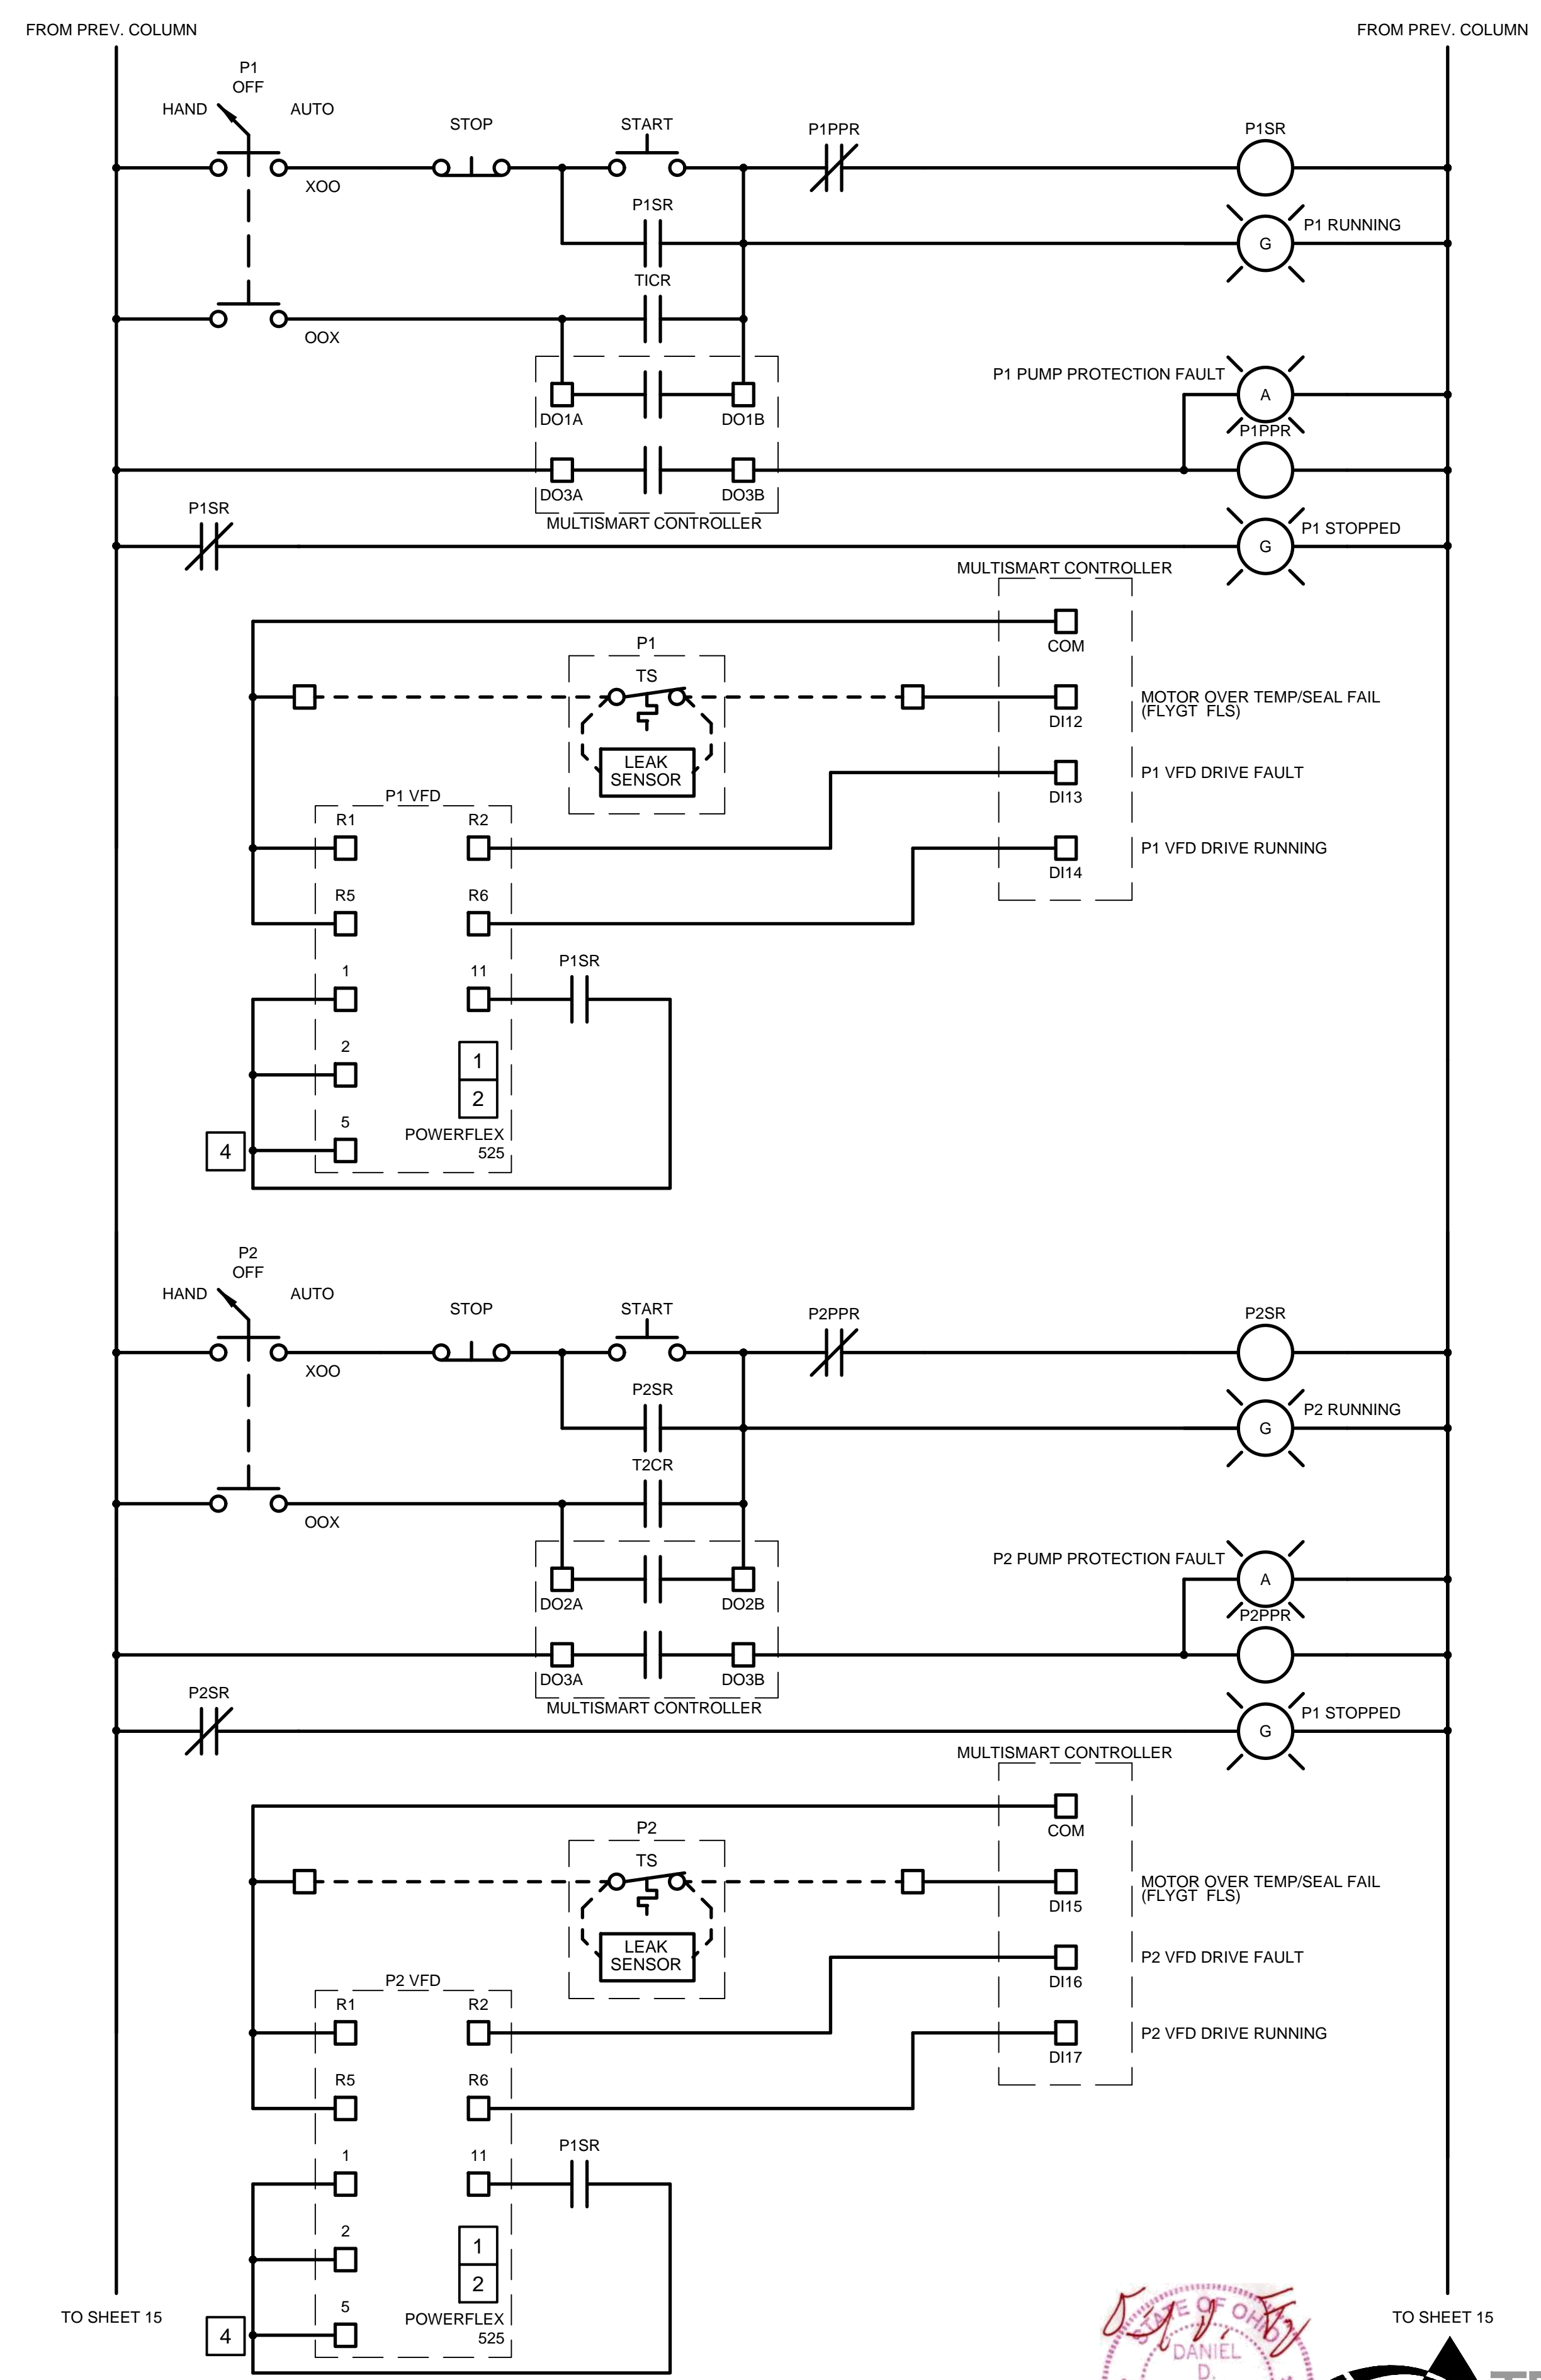 FROM PREV. COLUMN
FROM PREV. COLUMN
P1
OFF
HAND
AUTO
STOP
START
P1PPR
P1SR
XOO
P1SR
P1 RUNNING
G
TICR
OOX
P1 PUMP PROTECTION FAULT
A
DO1A
DO1B
P1PPR
DO3A
DO3B
MULTISMART CONTROLLER
P1SR
P1 STOPPED
G
MULTISMART CONTROLLER
COM
P1
TS
MOTOR OVER TEMP/SEAL FAIL
(FLYGT FLS)
DI12
LEAK
SENSOR
P1 VFD DRIVE FAULT
DI13
P1 VFD
R1
R2
P1 VFD DRIVE RUNNING
DI14
R5
R6
P1SR
1
11
2
1
2
5
POWERFLEX
525
4
P2
OFF
HAND
AUTO
STOP
START
P2PPR
P2SR
XOO
P2SR
P2 RUNNING
G
T2CR
OOX
P2 PUMP PROTECTION FAULT
A
DO2A
DO2B
P2PPR
DO3A
DO3B
MULTISMART CONTROLLER
P2SR
P1 STOPPED
G
MULTISMART CONTROLLER
COM
P2
TS
MOTOR OVER TEMP/SEAL FAIL
(FLYGT FLS)
DI15
LEAK
SENSOR
P2 VFD DRIVE FAULT
DI16
P2 VFD
R1
R2
P2 VFD DRIVE RUNNING
DI17
R5
R6
P1SR
1
11
2
1
2
5
POWERFLEX
525
4
TO SHEET 15
TO SHEET 15
STATE OF OHIO
DANIEL
D.